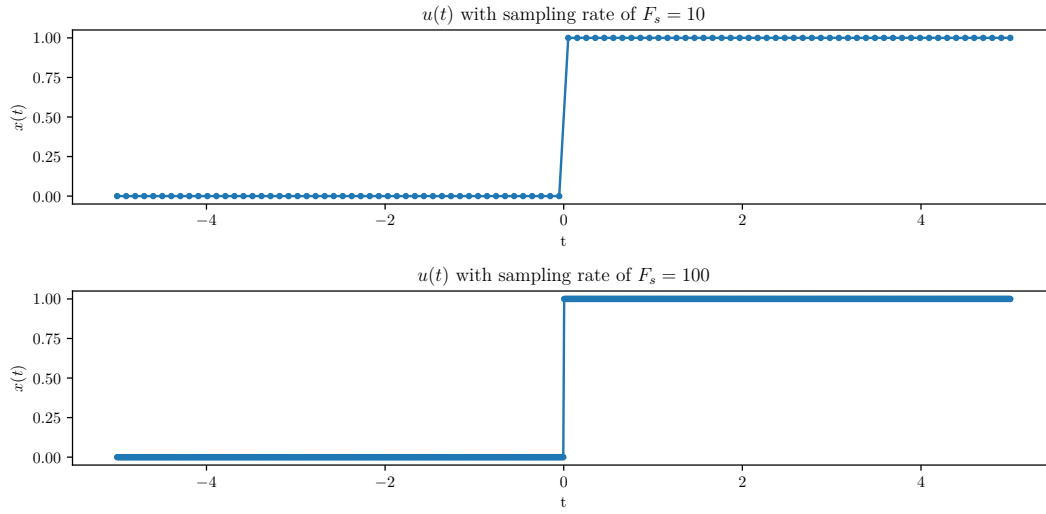 u(t) with sampling rate of F_s = 10
1.00
0.75
0.50
0.25
0.00
x(t)
−4 −2 0 2 4
t
u(t) with sampling rate of F_s = 100
1.00
0.75
0.50
0.25
0.00
x(t)
−4 −2 0 2 4
t